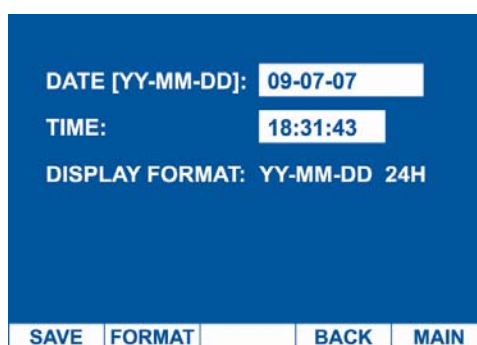 DATE [YY-MM-DD]: 09-07-07
TIME: 18:31:43
DISPLAY FORMAT: YY-MM-DD 24H
SAVE FORMAT BACK MAIN